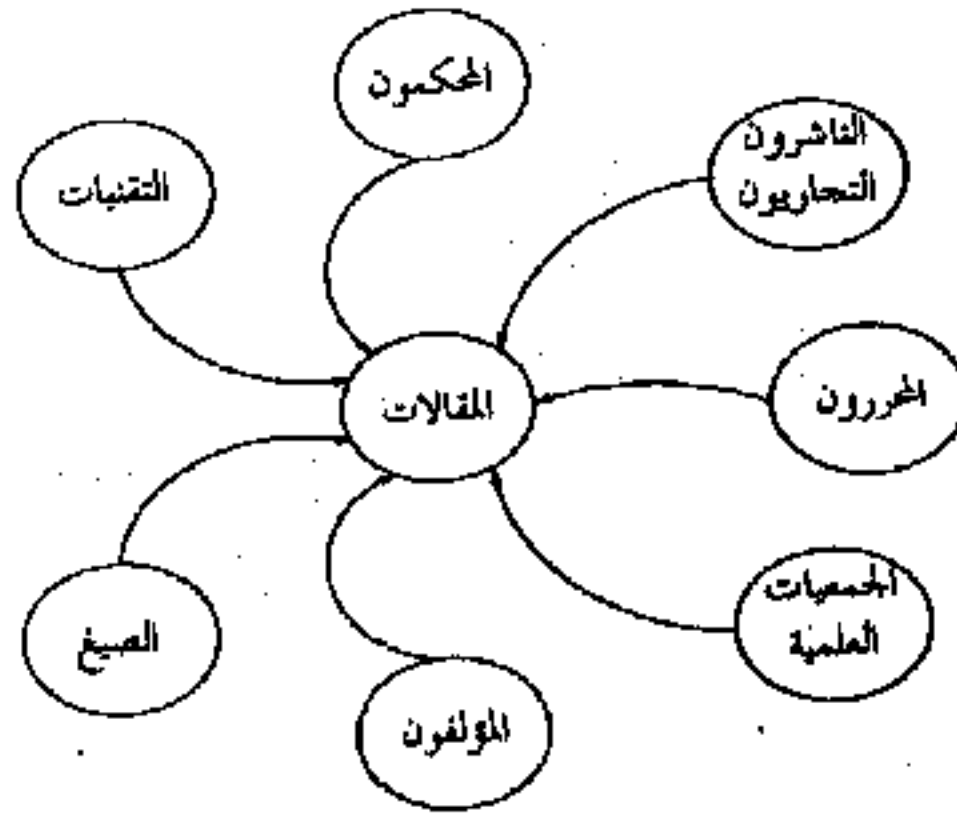 المحكمون
الناشرون
التجاريون
التقنيات
المحررون
المقالات
الجمعيات
العلمية
الصيغ
المؤلفون